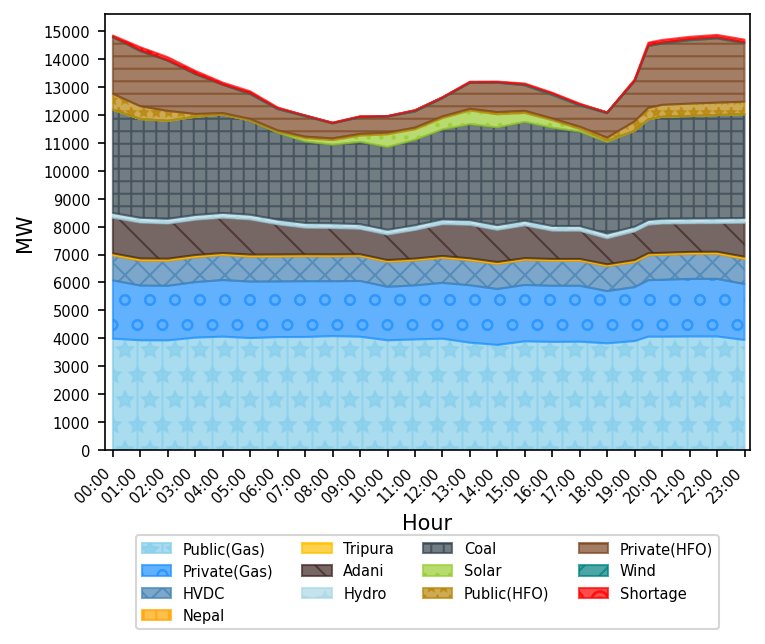 15000
14000
13000
12000
11000
10000
9000
8000
7000
6000
5000
4000
3000
2000
1000
0
MW
00:00 01:00 02:00 03:00 04:00 05:00 06:00 07:00 08:00 09:00 10:00 11:00 12:00 13:00 14:00 15:00 16:00 17:00 18:00 19:00 20:00 21:00 22:00 23:00
Hour
Public(Gas) Tripura Coal Private(HFO)
Private(Gas) Adani Solar Wind
HVDC Hydro Public(HFO) Shortage
Nepal